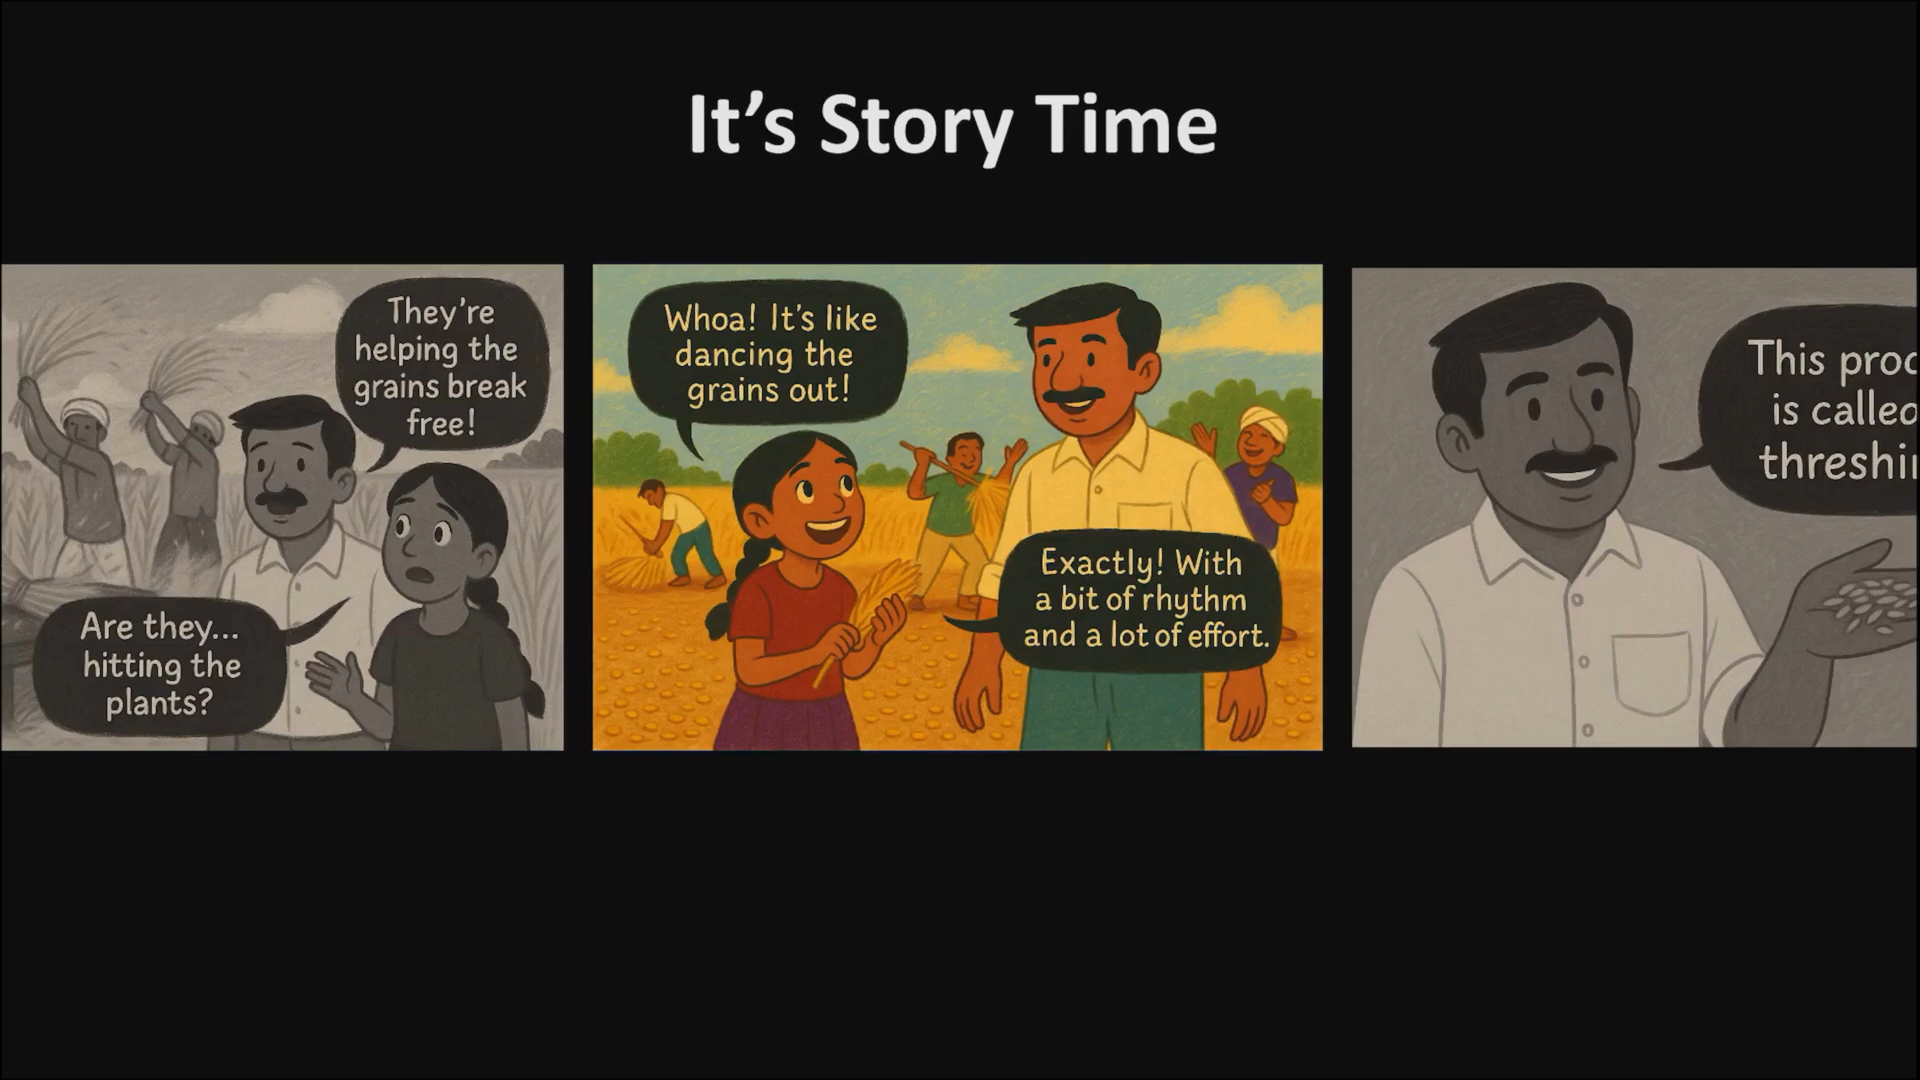 It's Story Time
They're
helping the
grains break
free!
Are they...
hitting the
plants?
Whoa! It's like
dancing the
grains out!
Exactly! With
a bit of rhythm
and a lot of effort.
This
is